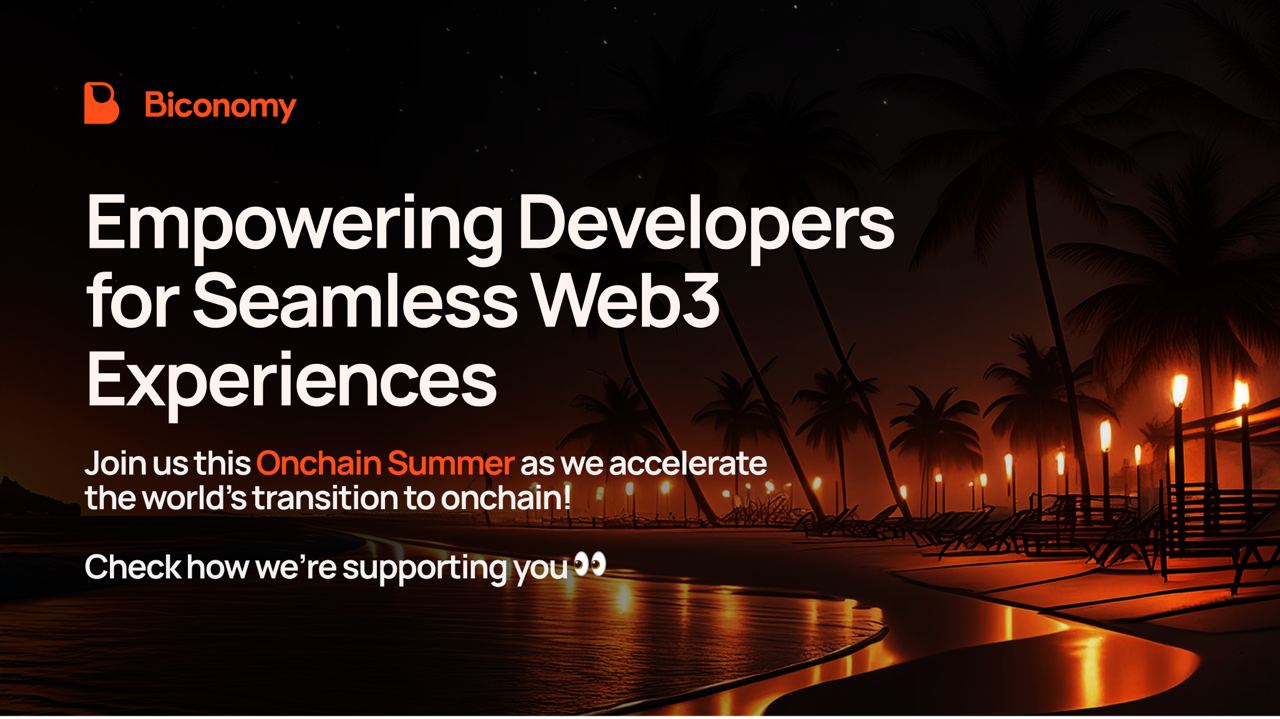 Biconomy
Empowering Developers
for Seamless Web3
Experiences
Join us this Onchain Summer as we accelerate
the world's transition to onchain!
Check how we're supporting you 👀